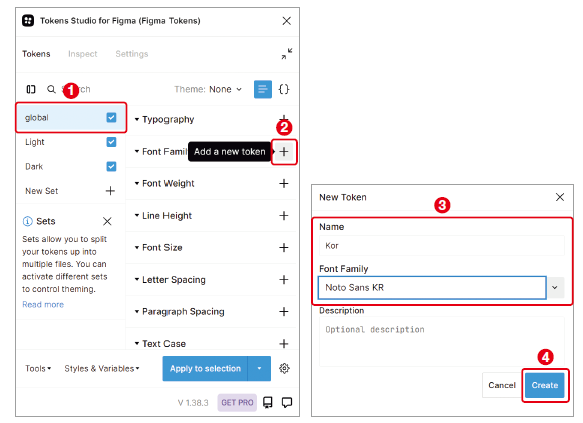 Tokens Studio for Figma (Figma Tokens)
Tokens Inspect Settings
1
Theme: None
global
Light
Dark
New Set
Sets
Sets allow you to split
your tokens up into
multiple files. You can
activate different sets
to control theming.
Read more
Typography
2
Add a new token
Font Weight
Line Height
Font Size
Letter Spacing
Paragraph Spacing
Text Case
Tools Styles & Variables Apply to selection
V 1.38.3 GET PRO
New Token
3
Name
Kor
Font Family
Noto Sans KR
Description
Optional description
4
Cancel Create